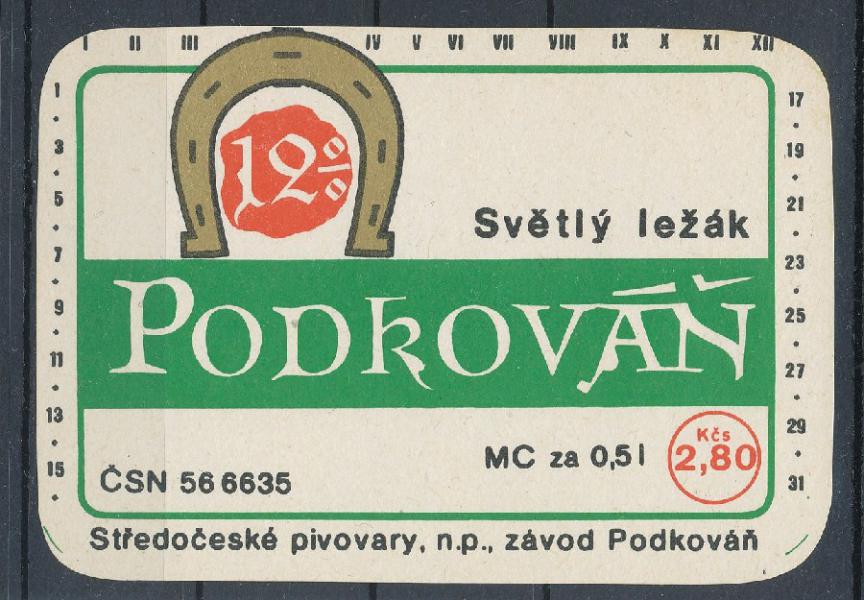 I II III IV V VI VII VIII IX X XI XII
12%
Světlý ležák
PODKOVÁŇ
MC za 0,5 l
Kčs
2,80
ČSN 56 6635
Středočeské pivovary, n.p., závod Podkováň
1
3
5
7
9
11
13
15
17
19
21
23
25
27
29
31